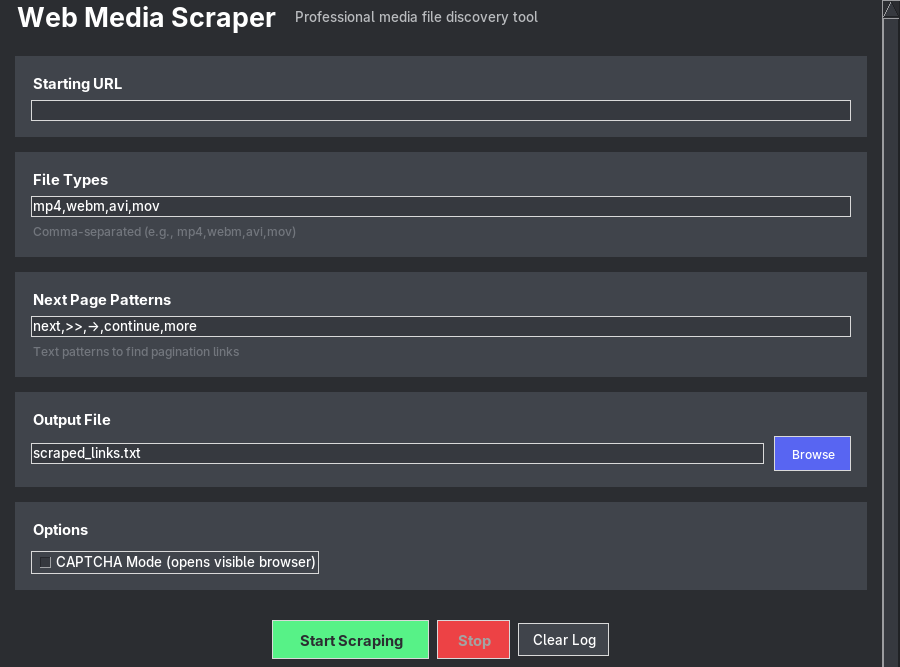 Web Media Scraper Professional media file discovery tool
Starting URL
File Types
mp4,webm,avi,mov
Comma-separated (e.g., mp4,webm,avi,mov)
Next Page Patterns
next,>>,→,continue,more
Text patterns to find pagination links
Output File
scraped_links.txt
Browse
Options
CAPTCHA Mode (opens visible browser)
Start Scraping Stop Clear Log